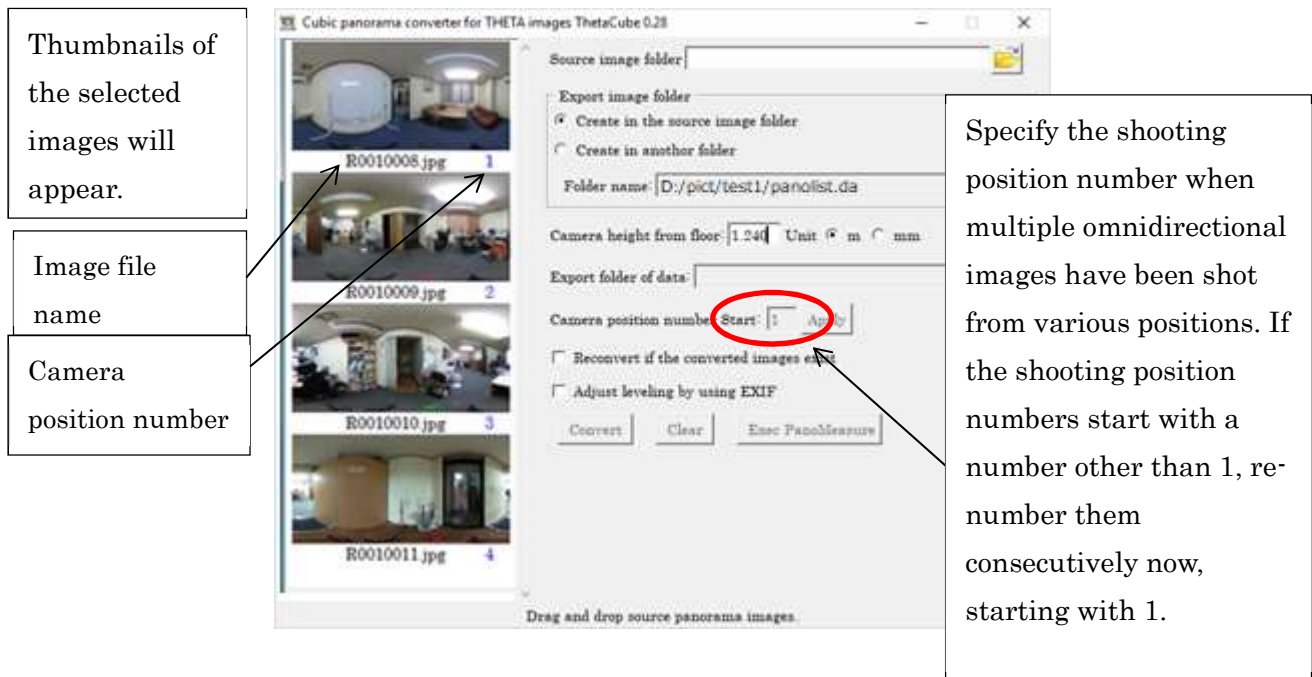 Thumbnails of
the selected
images will
appear.
Image file
name
Camera
position number
Cubic panorama converter for THETA images ThetaCube 0.28
R0010008.jpg 1
R0010009.jpg 2
R0010010.jpg 3
R0010011.jpg 4
Source image folder
Export image folder
Create in the source image folder
Create in anothor folder
Folder name: D:/pict/test1/panolist.da
Camera height from floor: 1.240 Unit m mm
Export folder of data:
Camera position number Start: 1 Apply
Reconvert if the converted images exist
Adjust leveling by using EXIF
Convert Clear Exec PanoMeasure
Drag and drop source panorama images.
Specify the shooting
position number when
multiple omnidirectional
images have been shot
from various positions. If
the shooting position
numbers start with a
number other than 1, re-
number them
consecutively now,
starting with 1.